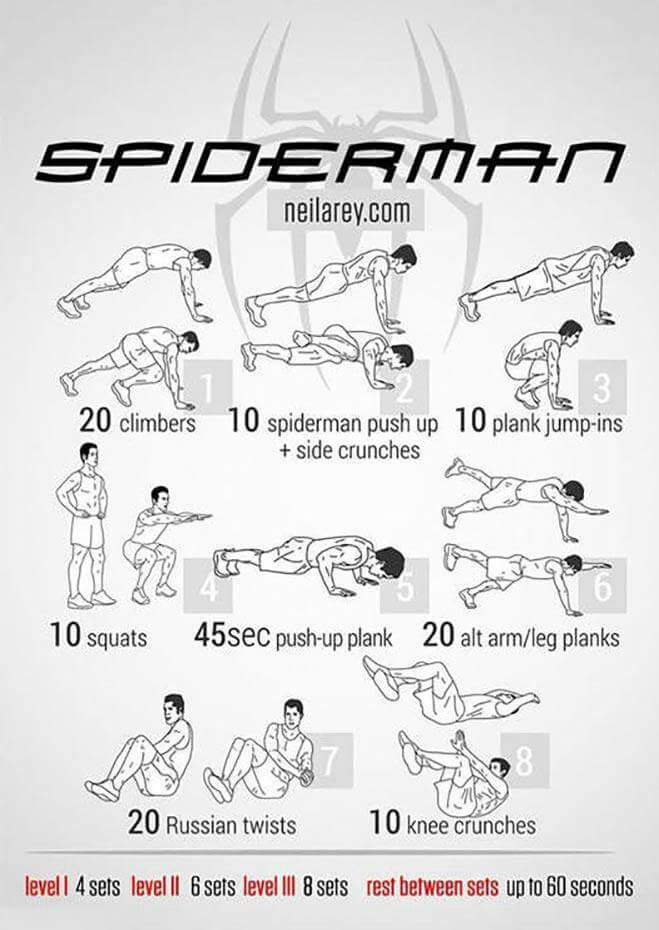 SPIDERMAN
neilarey.com
1
20 climbers
2
10 spiderman push up
+ side crunches
3
10 plank jump-ins
4
10 squats
5
45sec push-up plank
6
20 alt arm/leg planks
7
20 Russian twists
8
10 knee crunches
level I 4 sets level II 6 sets level III 8 sets rest between sets up to 60 seconds